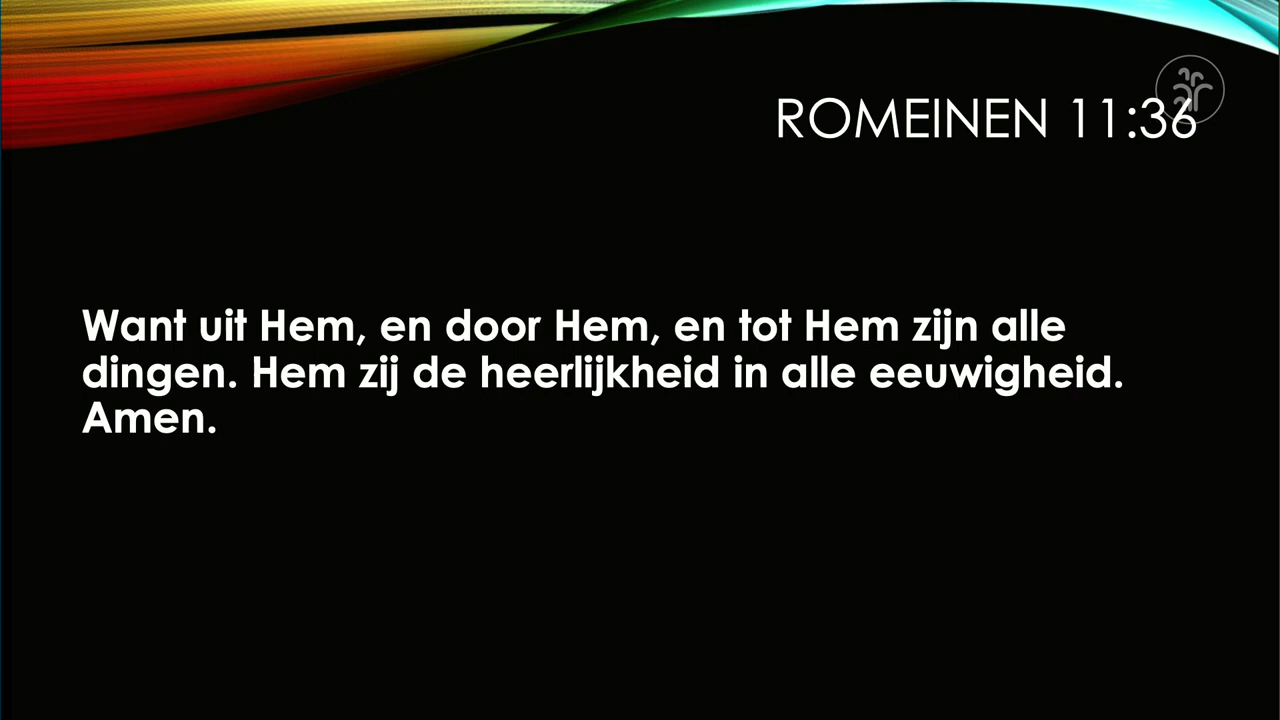 ROMEINEN 11:36
Want uit Hem, en door Hem, en tot Hem zijn alle
dingen. Hem zij de heerlijkheid in alle eeuwigheid.
Amen.